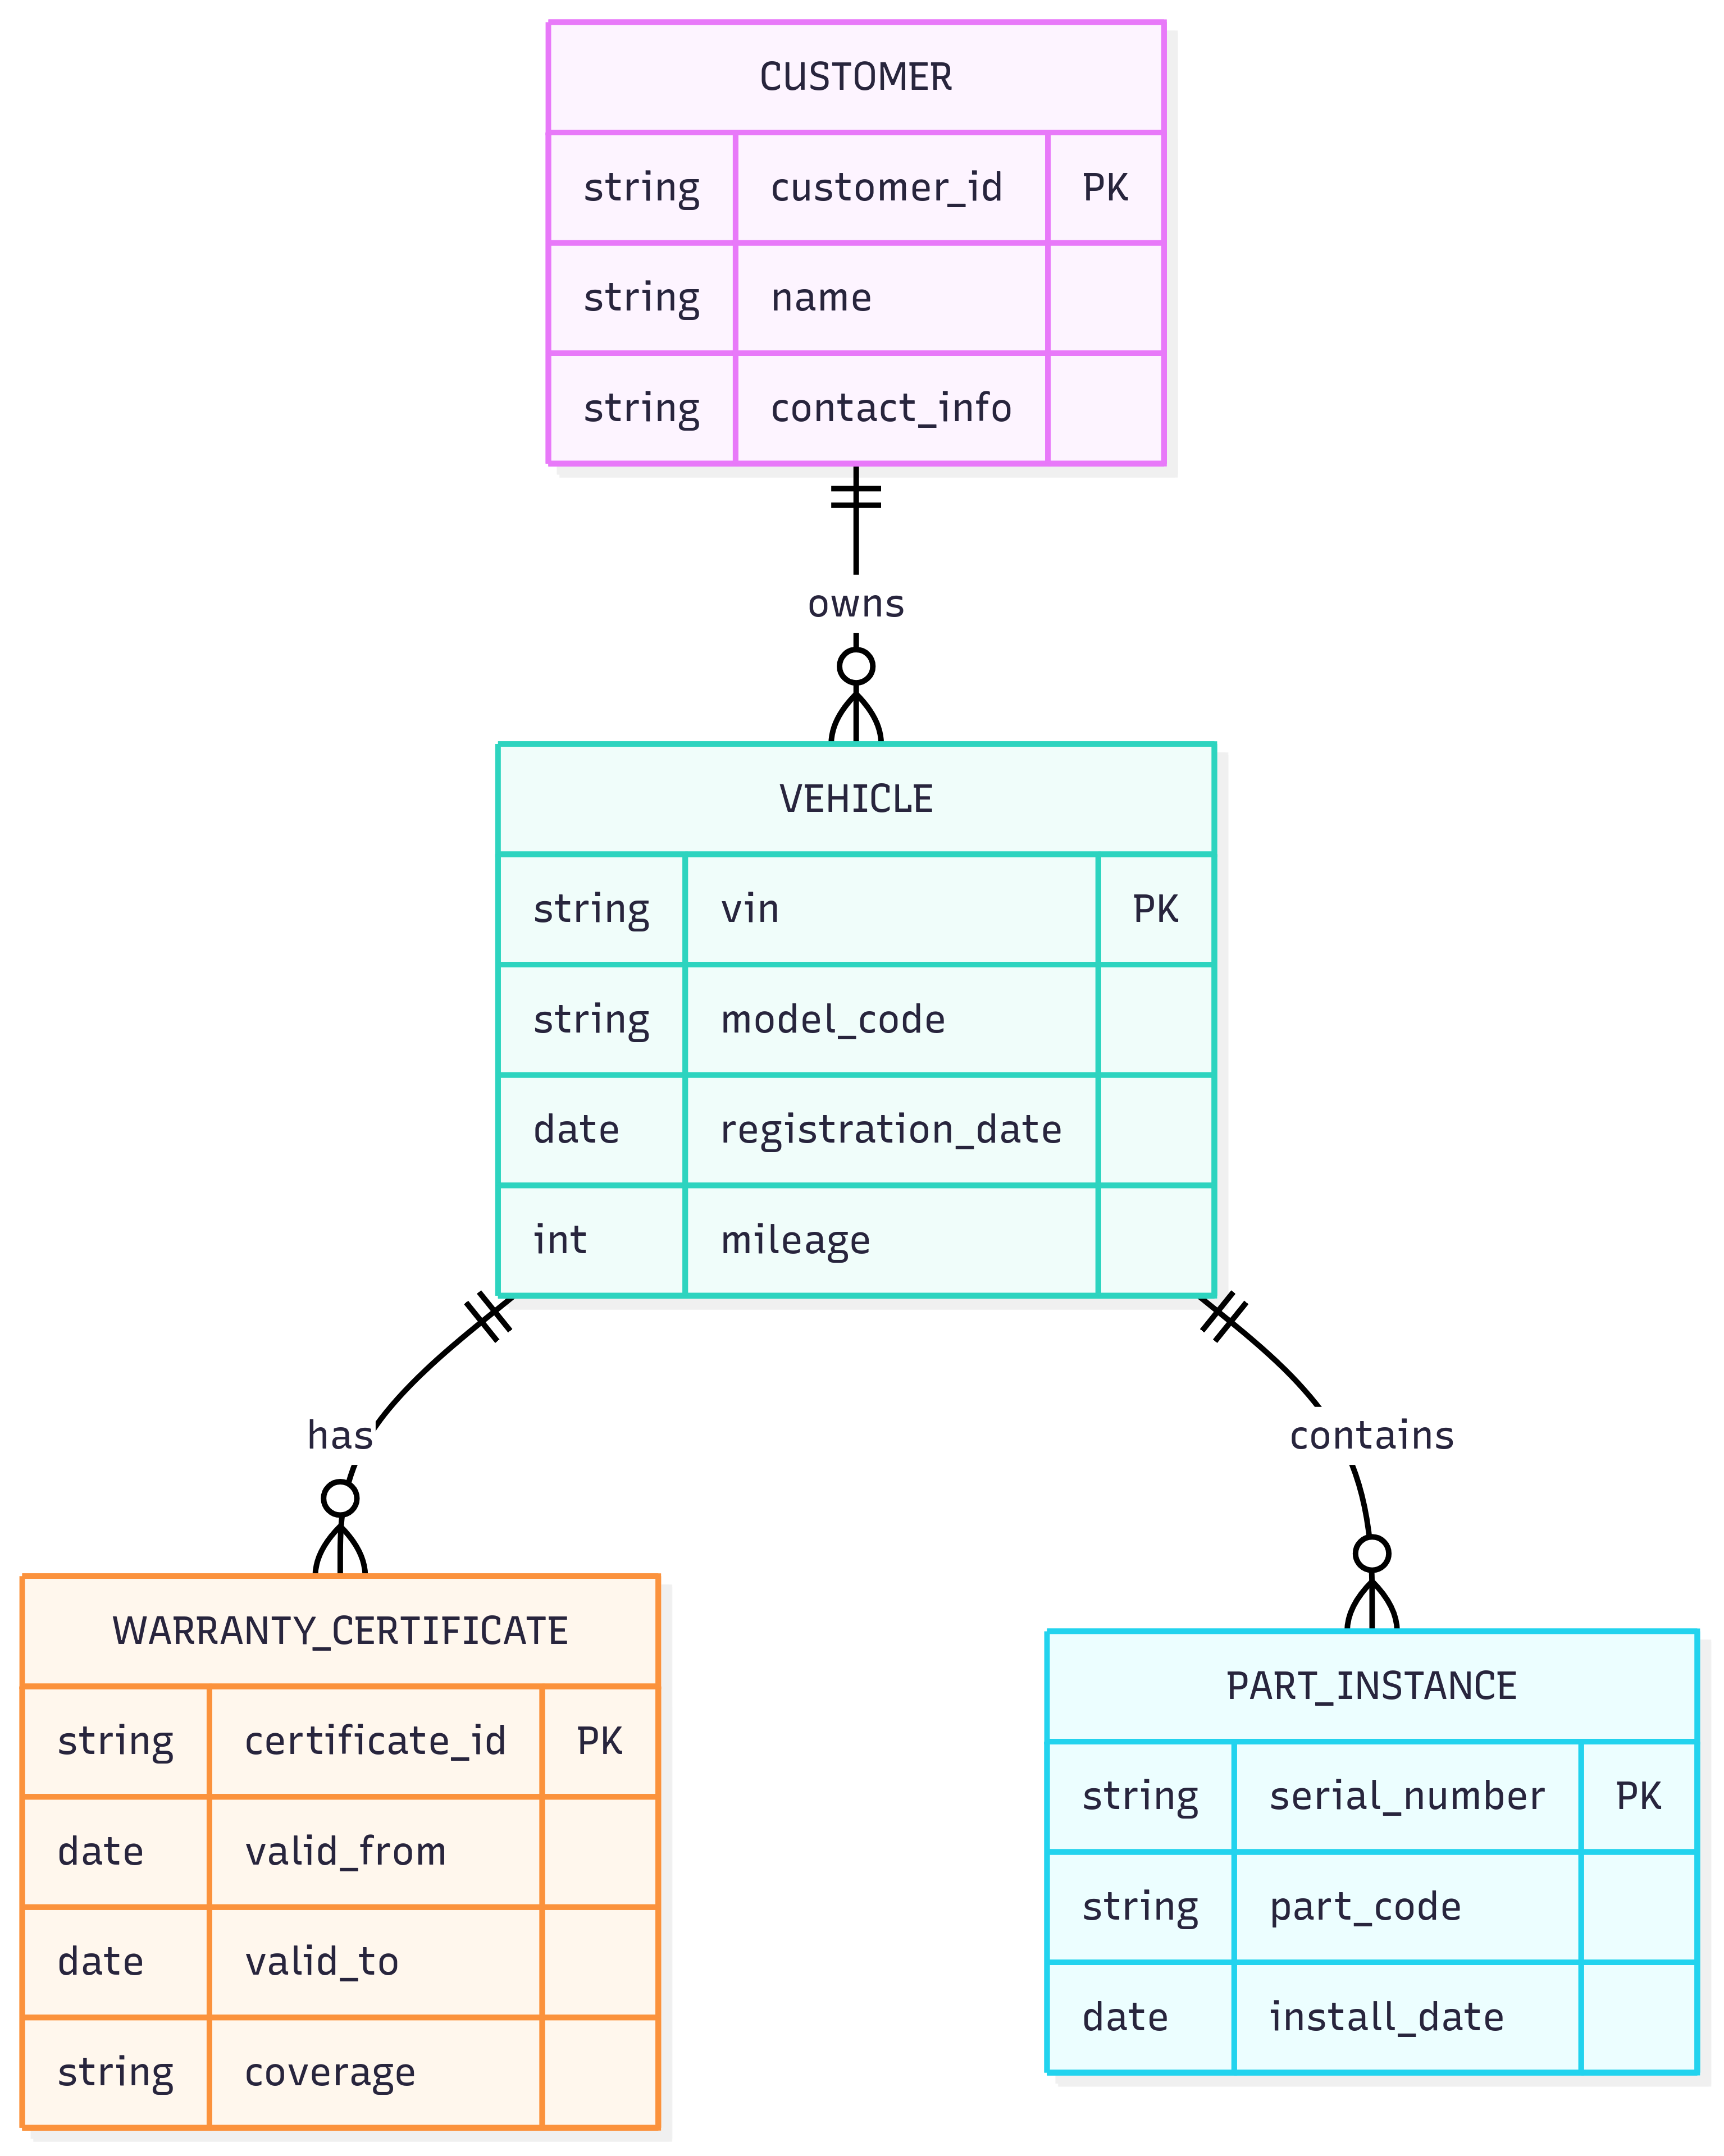 CUSTOMER
string customer_id PK
string name
string contact_info
owns
VEHICLE
string vin PK
string model_code
date registration_date
int mileage
has
contains
WARRANTY_CERTIFICATE
string certificate_id PK
date valid_from
date valid_to
string coverage
PART_INSTANCE
string serial_number PK
string part_code
date install_date